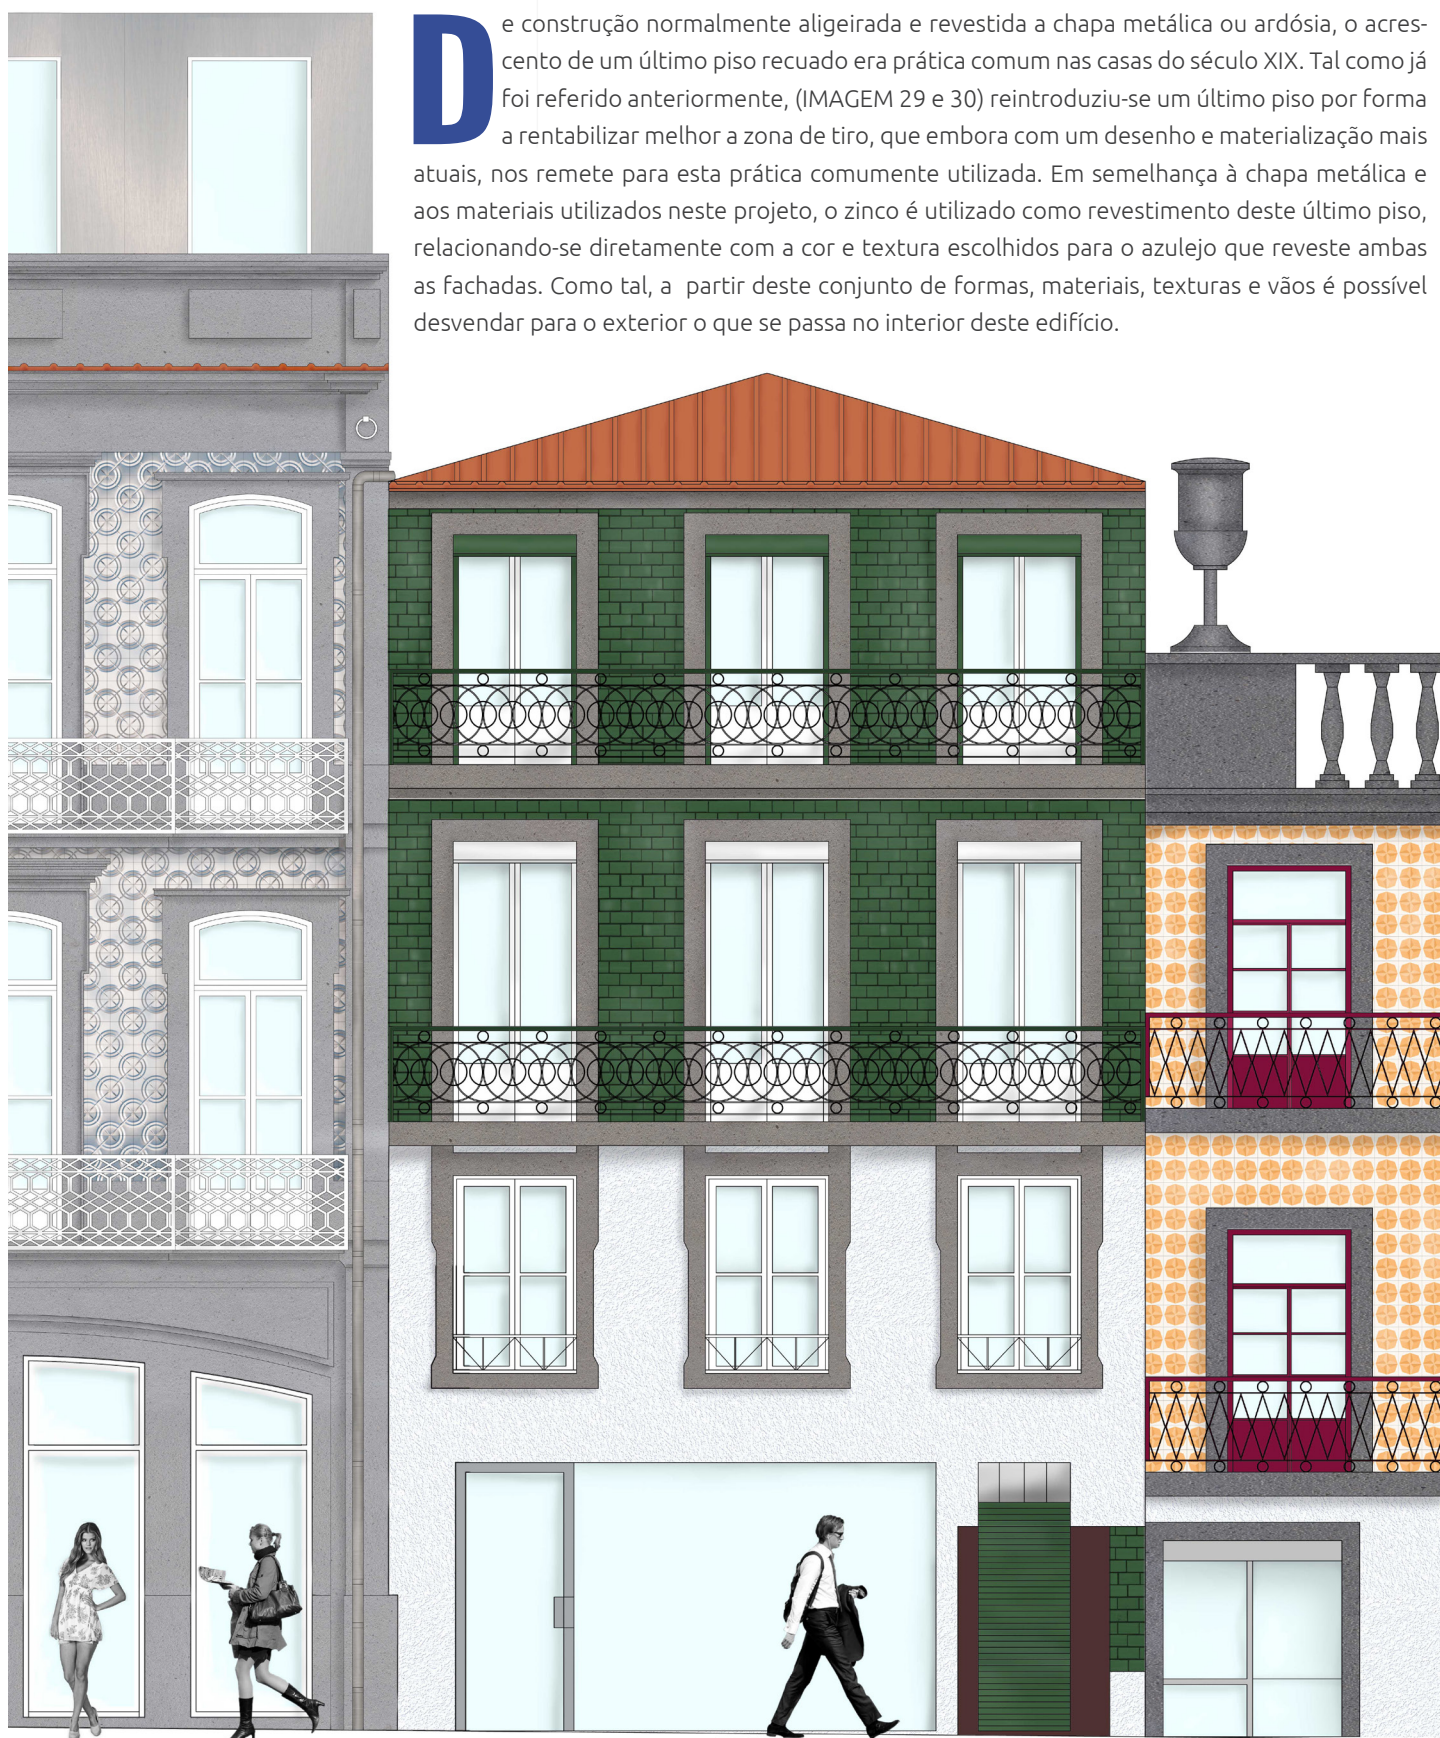 De construção normalmente aligeirada e revestida a chapa metálica ou ardósia, o acres-
cento de um último piso recuado era prática comum nas casas do século XIX. Tal como já
foi referido anteriormente, (IMAGEM 29 e 30) reintroduziu-se um último piso por forma
a rentabilizar melhor a zona de tiro, que embora com um desenho e materialização mais
atuais, nos remete para esta prática comumente utilizada. Em semelhança à chapa metálica e
aos materiais utilizados neste projeto, o zinco é utilizado como revestimento deste último piso,
relacionando-se diretamente com a cor e textura escolhidos para o azulejo que reveste ambas
as fachadas. Como tal, a  partir deste conjunto de formas, materiais, texturas e vãos é possível
desvendar para o exterior o que se passa no interior deste edifício.